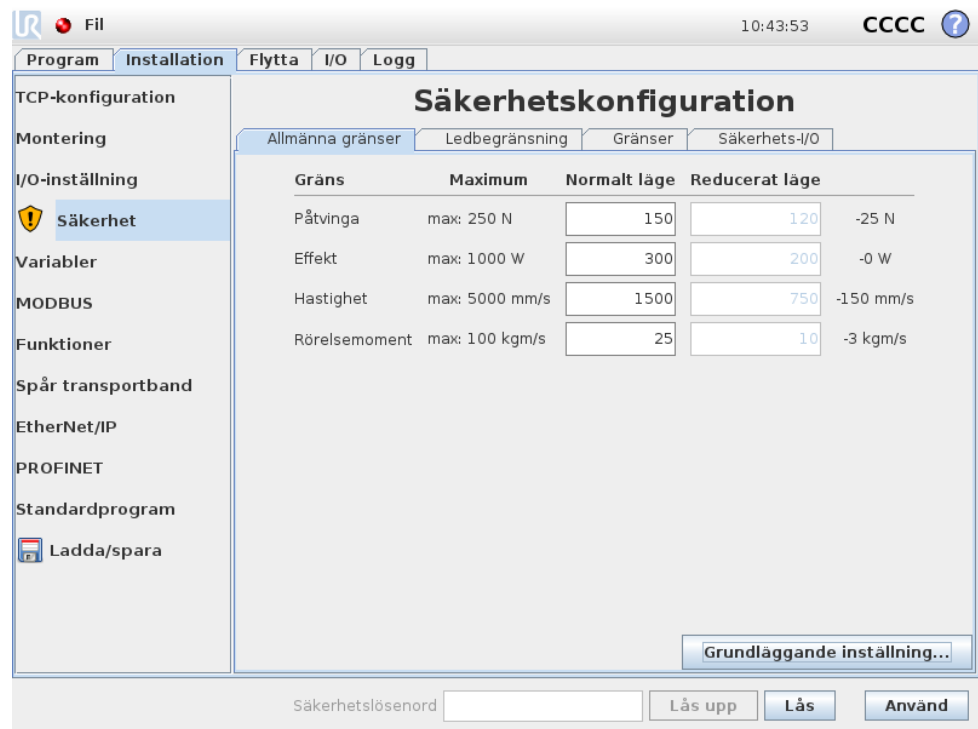 UR Fil 10:43:53 CCCC ?
Program Installation Flytta I/O Logg
TCP-konfiguration
Montering
I/O-inställning
Säkerhet
Variabler
MODBUS
Funktioner
Spår transportband
EtherNet/IP
PROFINET
Standardprogram
Ladda/spara
Säkerhetskonfiguration
Allmänna gränser Ledbegränsning Gränser Säkerhets-I/O
Gräns Maximum Normalt läge Reducerat läge
Påtvinga max: 250 N 150 120 -25 N
Effekt max: 1000 W 300 200 -0 W
Hastighet max: 5000 mm/s 1500 750 -150 mm/s
Rörelsemoment max: 100 kgm/s 25 10 -3 kgm/s
Grundläggande inställning...
Säkerhetslösenord Lås upp Lås Använd